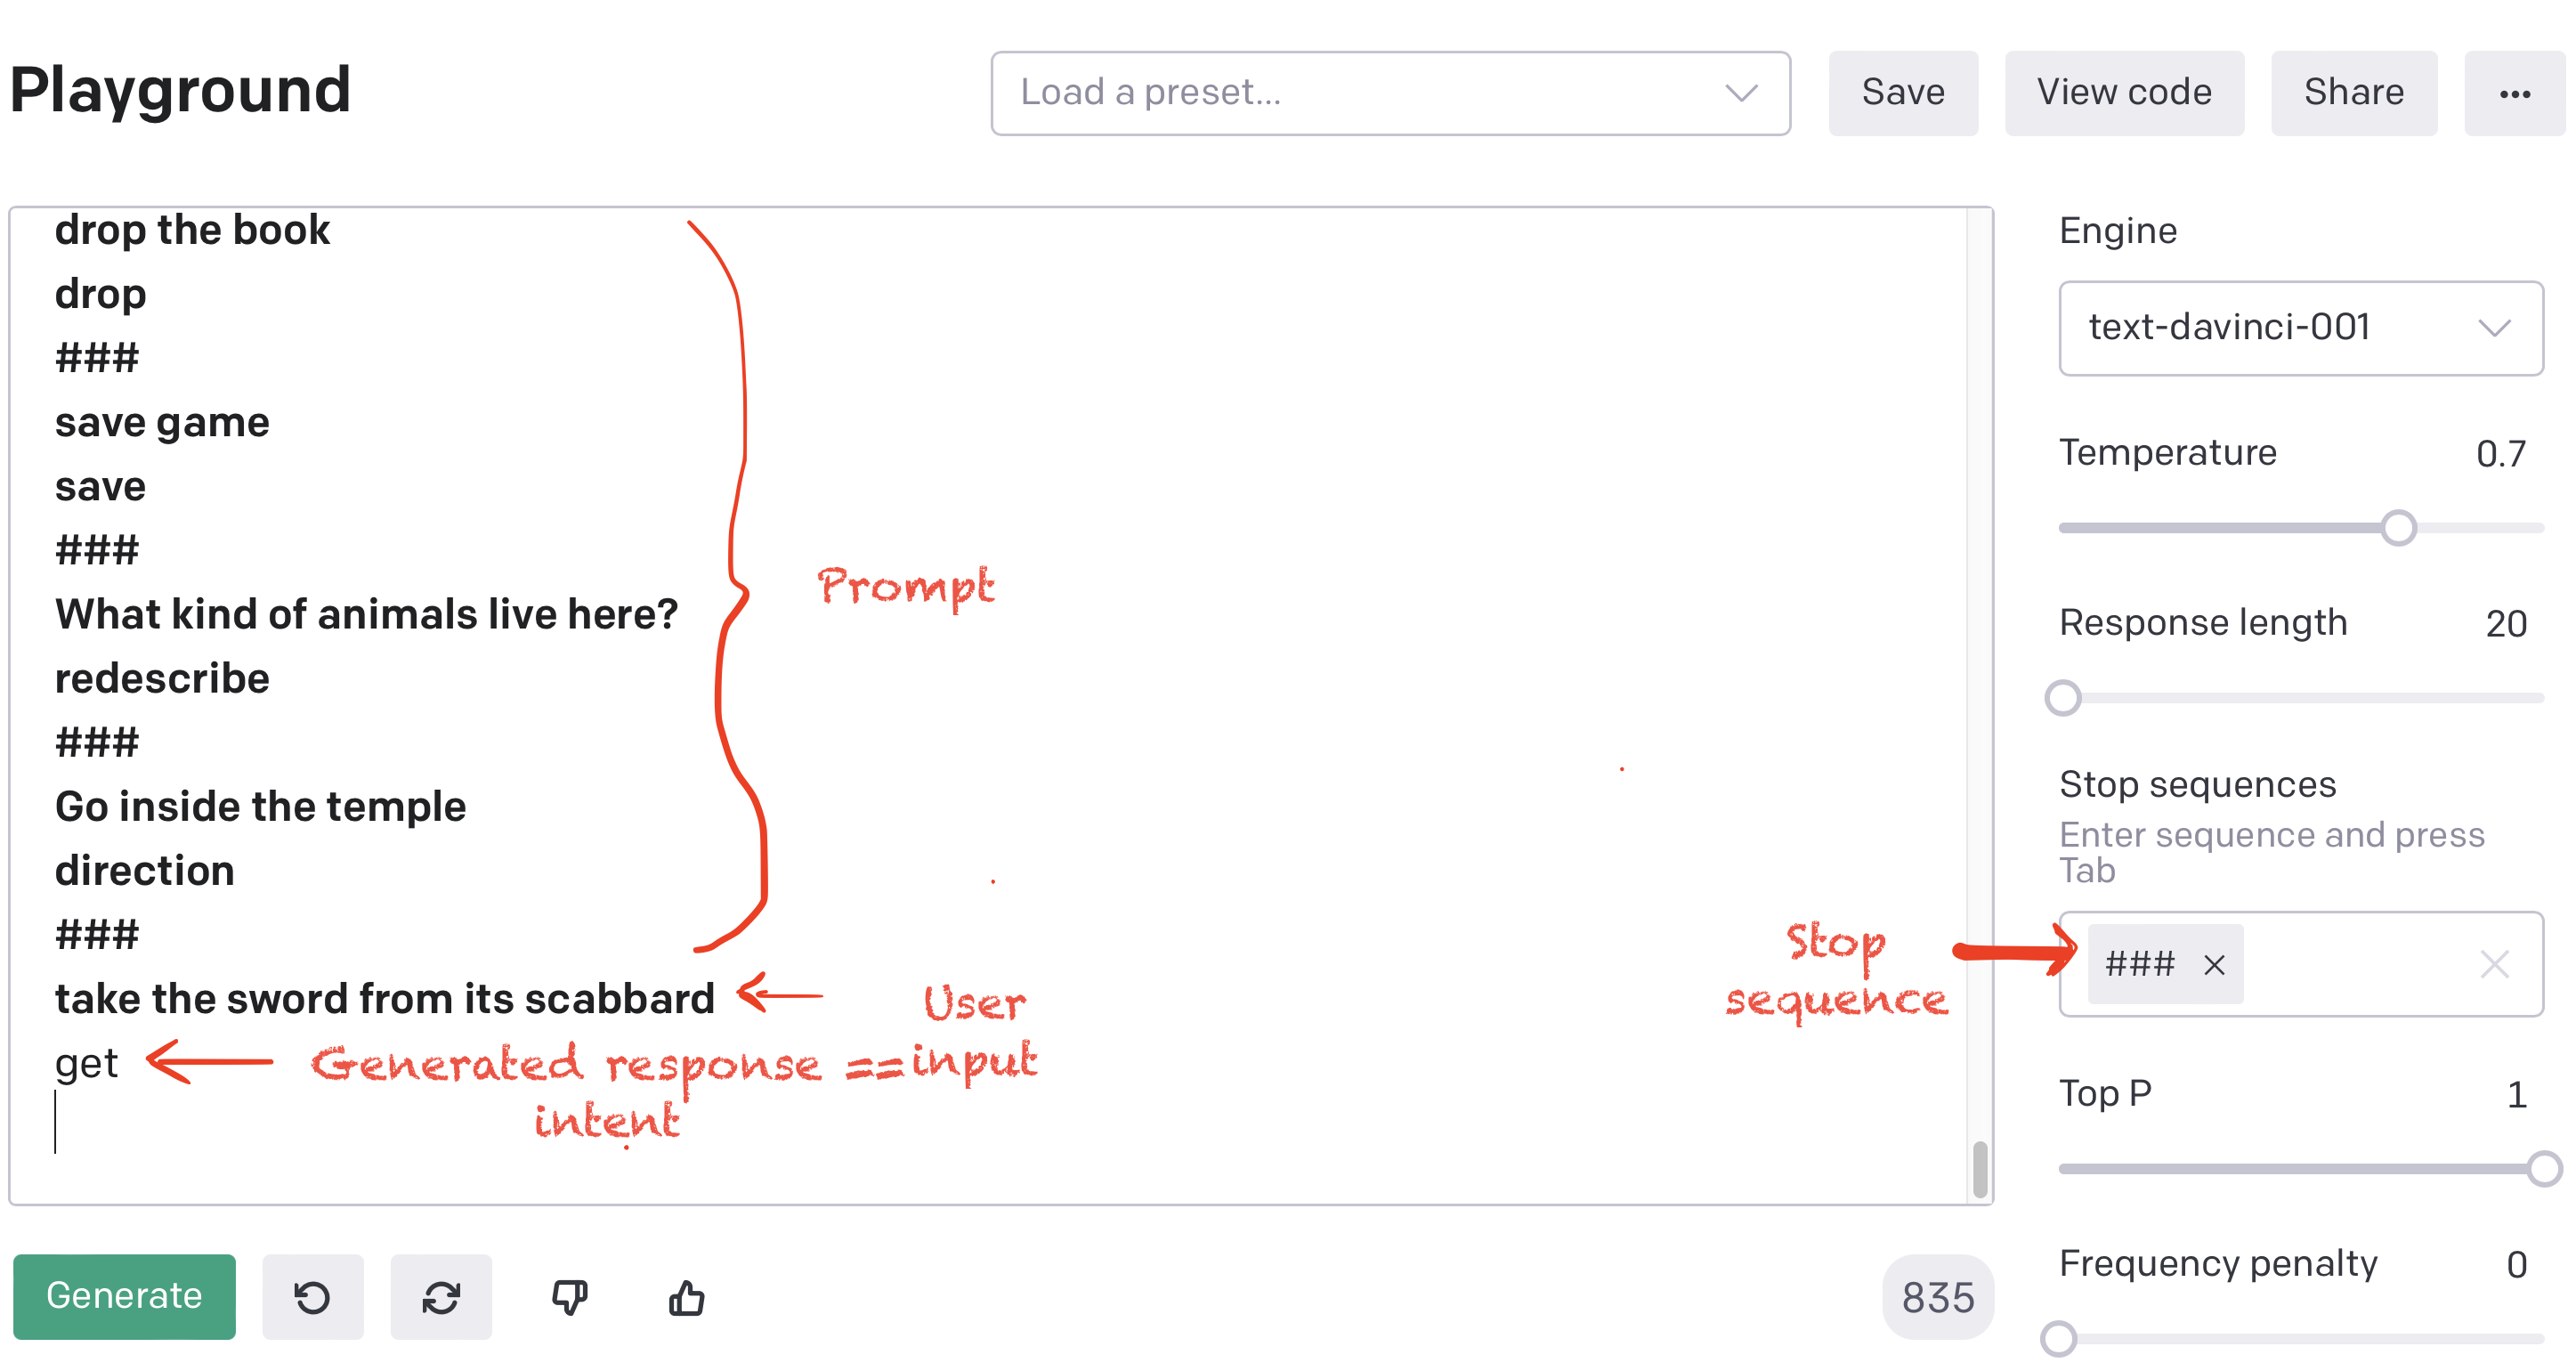 Playground
Load a preset...
Save
View code
Share
...
drop the book
drop
###
save game
save
###
What kind of animals live here?
redescribe
###
Go inside the temple
direction
###
take the sword from its scabbard
get
Prompt
User
input
Generated response ==
intent
Stop
sequence
Engine
text-davinci-001
Temperature 0.7
Response length 20
Stop sequences
Enter sequence and press
Tab
### ×
Top P 1
Frequency penalty 0
Generate
835